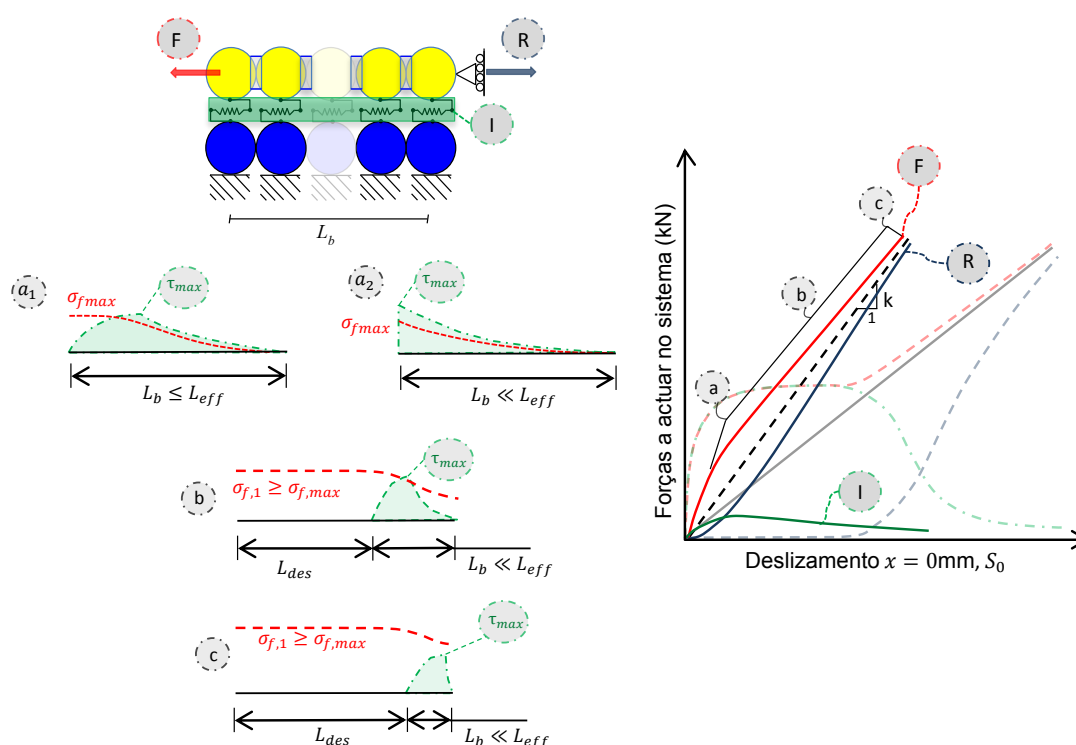 F
R
I
L_b
a_1
τ_max
σ_fmax
L_b ≤ L_eff
a_2
τ_max
σ_fmax
L_b ≪ L_eff
b
τ_max
σ_f,1 ≥ σ_f,max
L_des
L_b ≪ L_eff
c
τ_max
σ_f,1 ≥ σ_f,max
L_des
L_b ≪ L_eff
Forças a actuar no sistema (kN)
c
F
R
b
k
1
a
I
Deslizamento x = 0mm, S_0